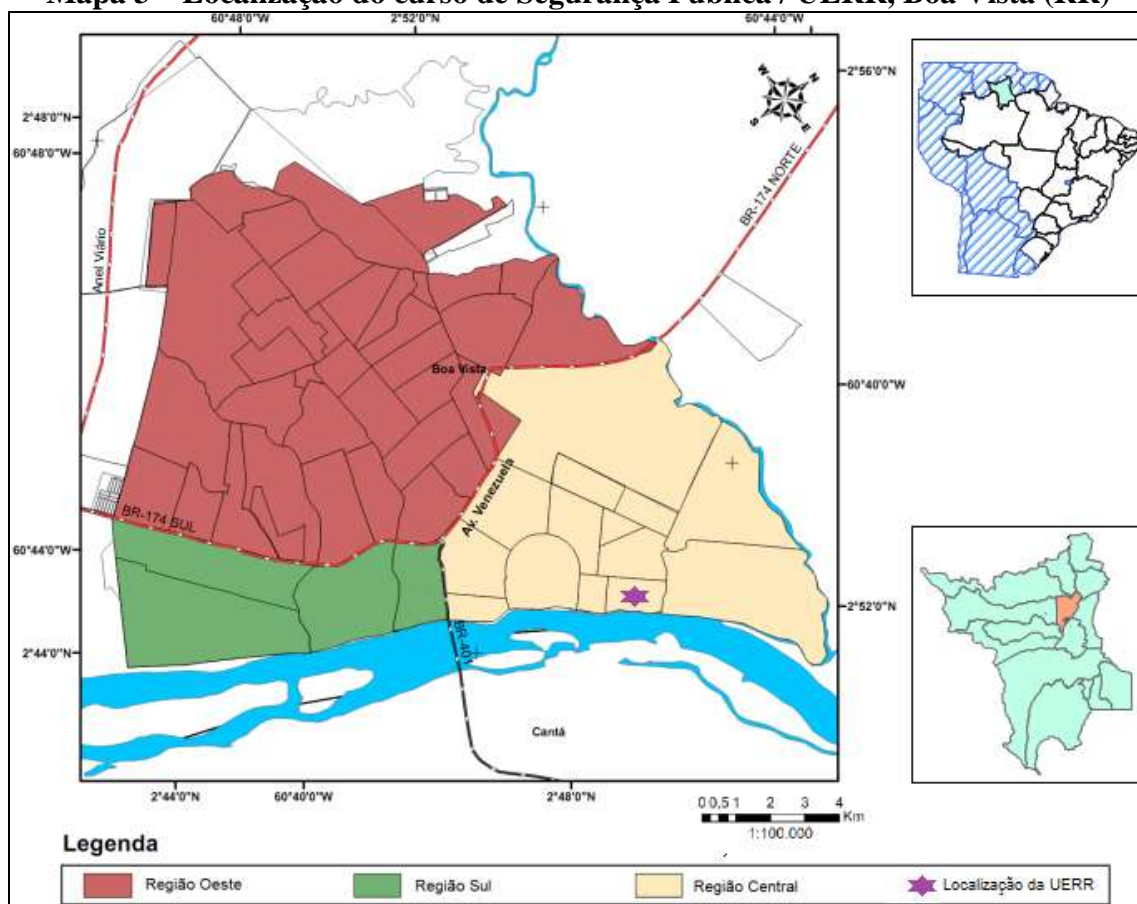 Mapa 3 – Localização do curso de Segurança Pública / UERR, Boa Vista (RR)
60°48'0"W
2°52'0"N
60°44'0"W
2°56'0"N
2°48'0"N
60°48'0"W
W
N
S
E
BR-174 NORTE
Anel Viário
Boa Vista
60°40'0"W
Av. Venezuela
BR-174 SUL
60°44'0"W
2°52'0"N
2°44'0"N
BR-401
Cantá
2°44'0"N
60°40'0"W
2°48'0"N
0 0,5 1 2 3 4
Km
1:100.000
Legenda
Região Oeste
Região Sul
Região Central
Localização da UERR